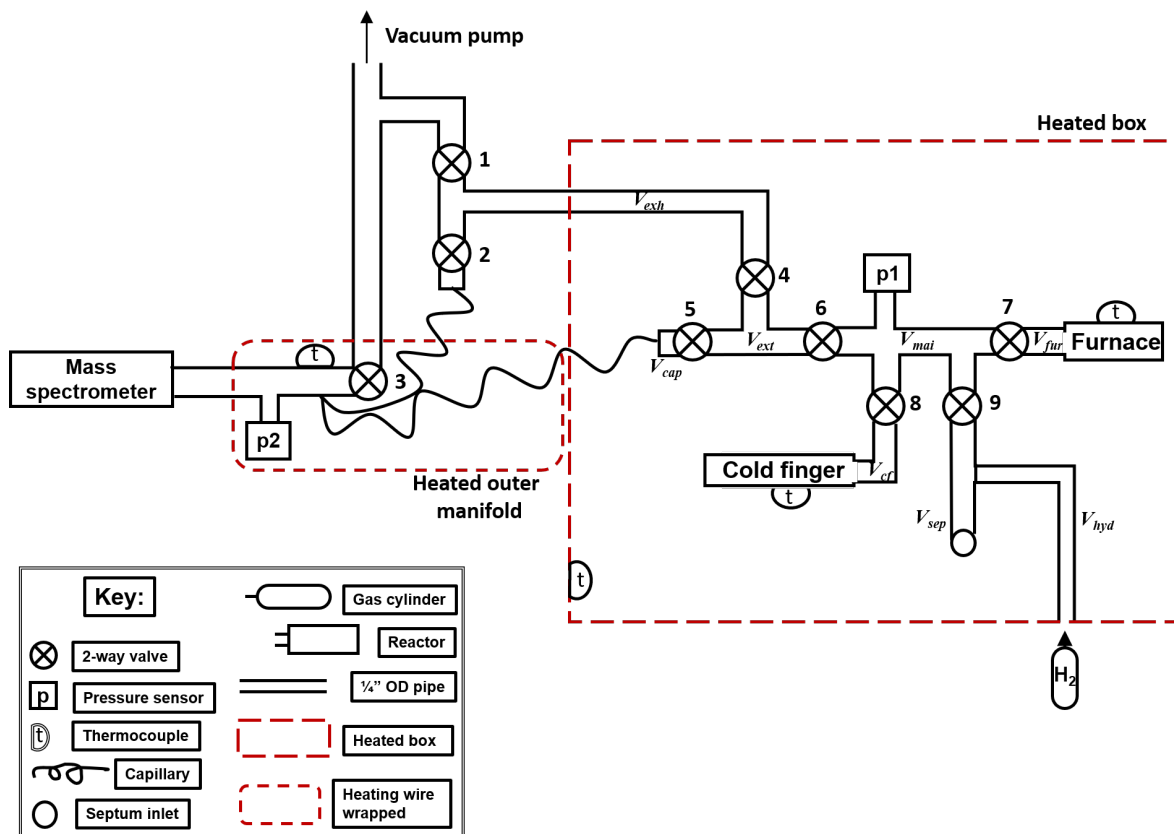 Vacuum pump
Heated box
1
V_exh
2
4
p1
5
6
7
t
V_ext
V_mai
V_fur
Furnace
V_cap
Mass
spectrometer
t
3
p2
8
9
Cold finger
V_cf
t
Heated outer
manifold
V_sep
V_hyd
t
H₂
Key:
Gas cylinder
Reactor
2-way valve
p
Pressure sensor
¼” OD pipe
t
Thermocouple
Heated box
Capillary
Septum inlet
Heating wire
wrapped